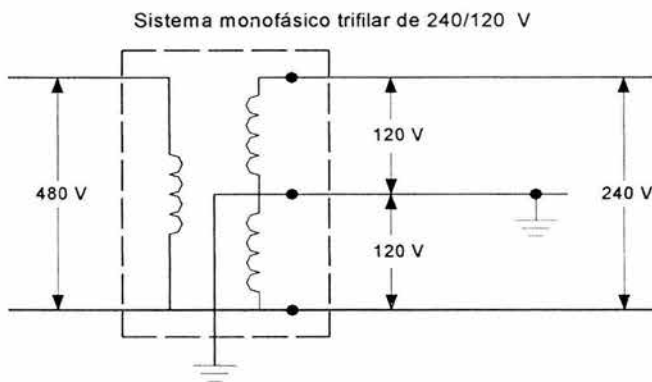 Sistema monofásico trifilar de 240/120 V
120 V
480 V
240 V
120 V